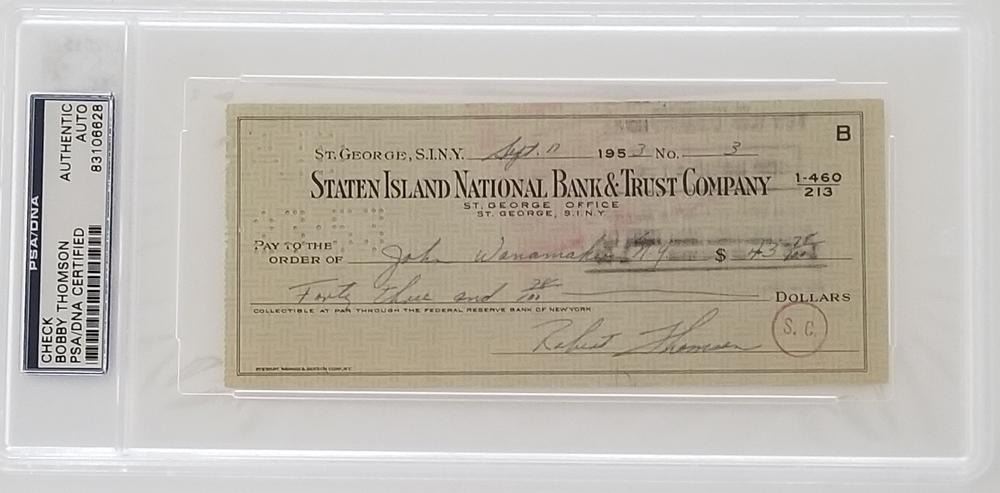 PSA/DNA
CHECK
BOBBY THOMSON
PSA/DNA CERTIFIED
AUTHENTIC
AUTO
83106628
B
ST. GEORGE, S.I.N.Y. Sept. 1953 No. 3
STATEN ISLAND NATIONAL BANK & TRUST COMPANY 1-460
213
ST. GEORGE OFFICE
ST. GEORGE, S.I.N.Y.
PAY TO THE
ORDER OF John Wanamaker N.Y. $ 43 28/100
Forty three and 28/100 DOLLARS
COLLECTIBLE AT PAR THROUGH THE FEDERAL RESERVE BANK OF NEW YORK
Robert Thomson
S. C.